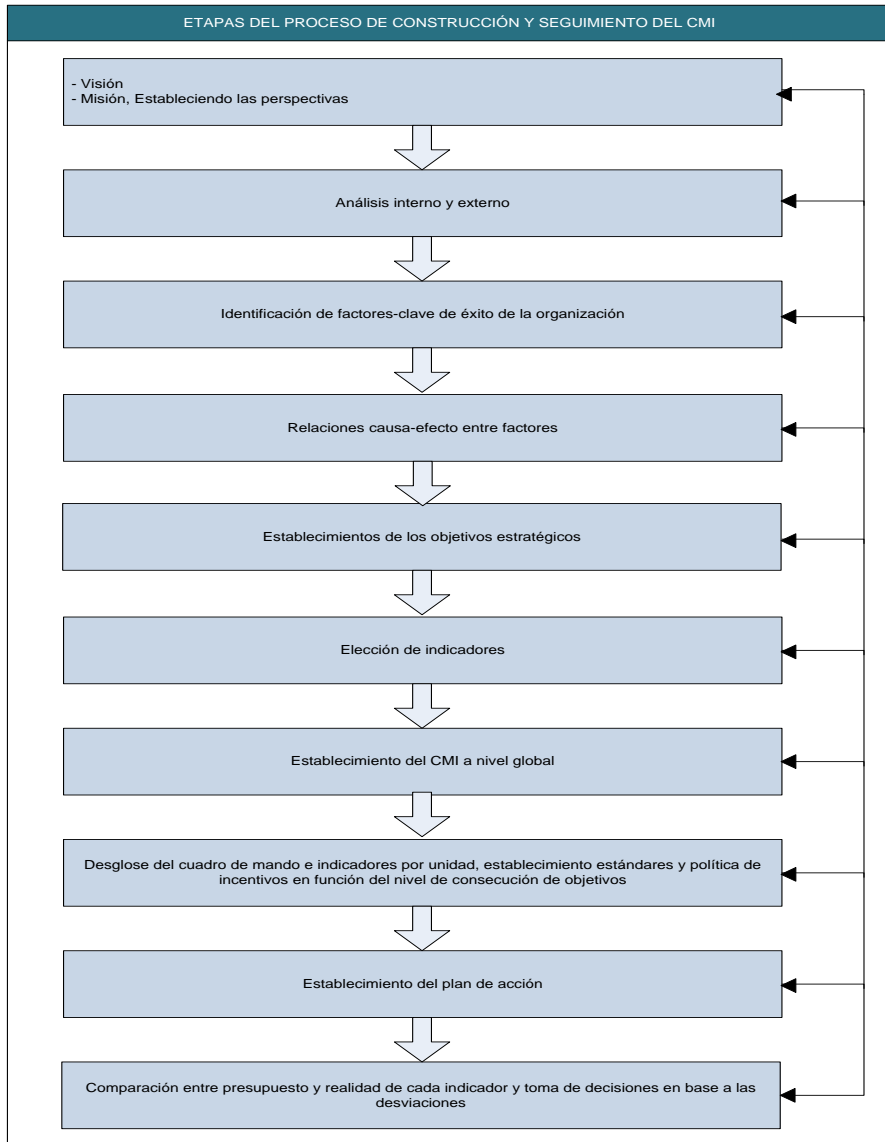 ETAPAS DEL PROCESO DE CONSTRUCCIÓN Y SEGUIMIENTO DEL CMI
- Visión
- Misión, Estableciendo las perspectivas
Análisis interno y externo
Identificación de factores-clave de éxito de la organización
Relaciones causa-efecto entre factores
Establecimientos de los objetivos estratégicos
Elección de indicadores
Establecimiento del CMI a nivel global
Desglose del cuadro de mando e indicadores por unidad, establecimiento estándares y política de
incentivos en función del nivel de consecución de objetivos
Establecimiento del plan de acción
Comparación entre presupuesto y realidad de cada indicador y toma de decisiones en base a las
desviaciones